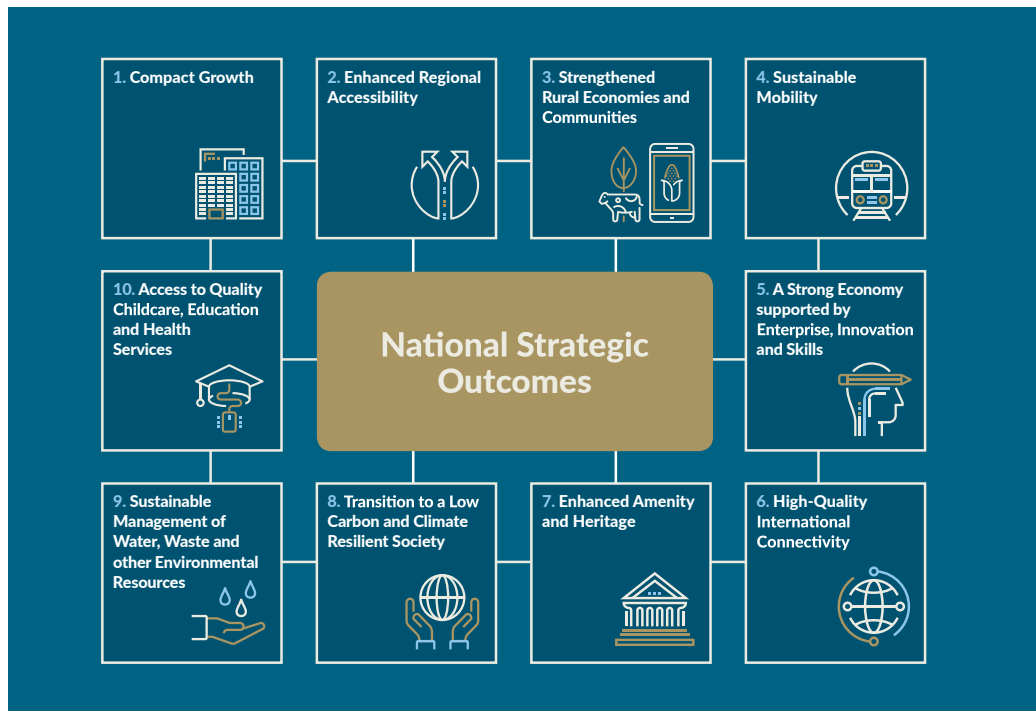 1. Compact Growth
2. Enhanced Regional
Accessibility
3. Strengthened
Rural Economies and
Communities
4. Sustainable
Mobility
10. Access to Quality
Childcare, Education
and Health
Services
National Strategic
Outcomes
5. A Strong Economy
supported by
Enterprise, Innovation
and Skills
9. Sustainable
Management of
Water, Waste and
other Environmental
Resources
8. Transition to a Low
Carbon and Climate
Resilient Society
7. Enhanced Amenity
and Heritage
6. High-Quality
International
Connectivity